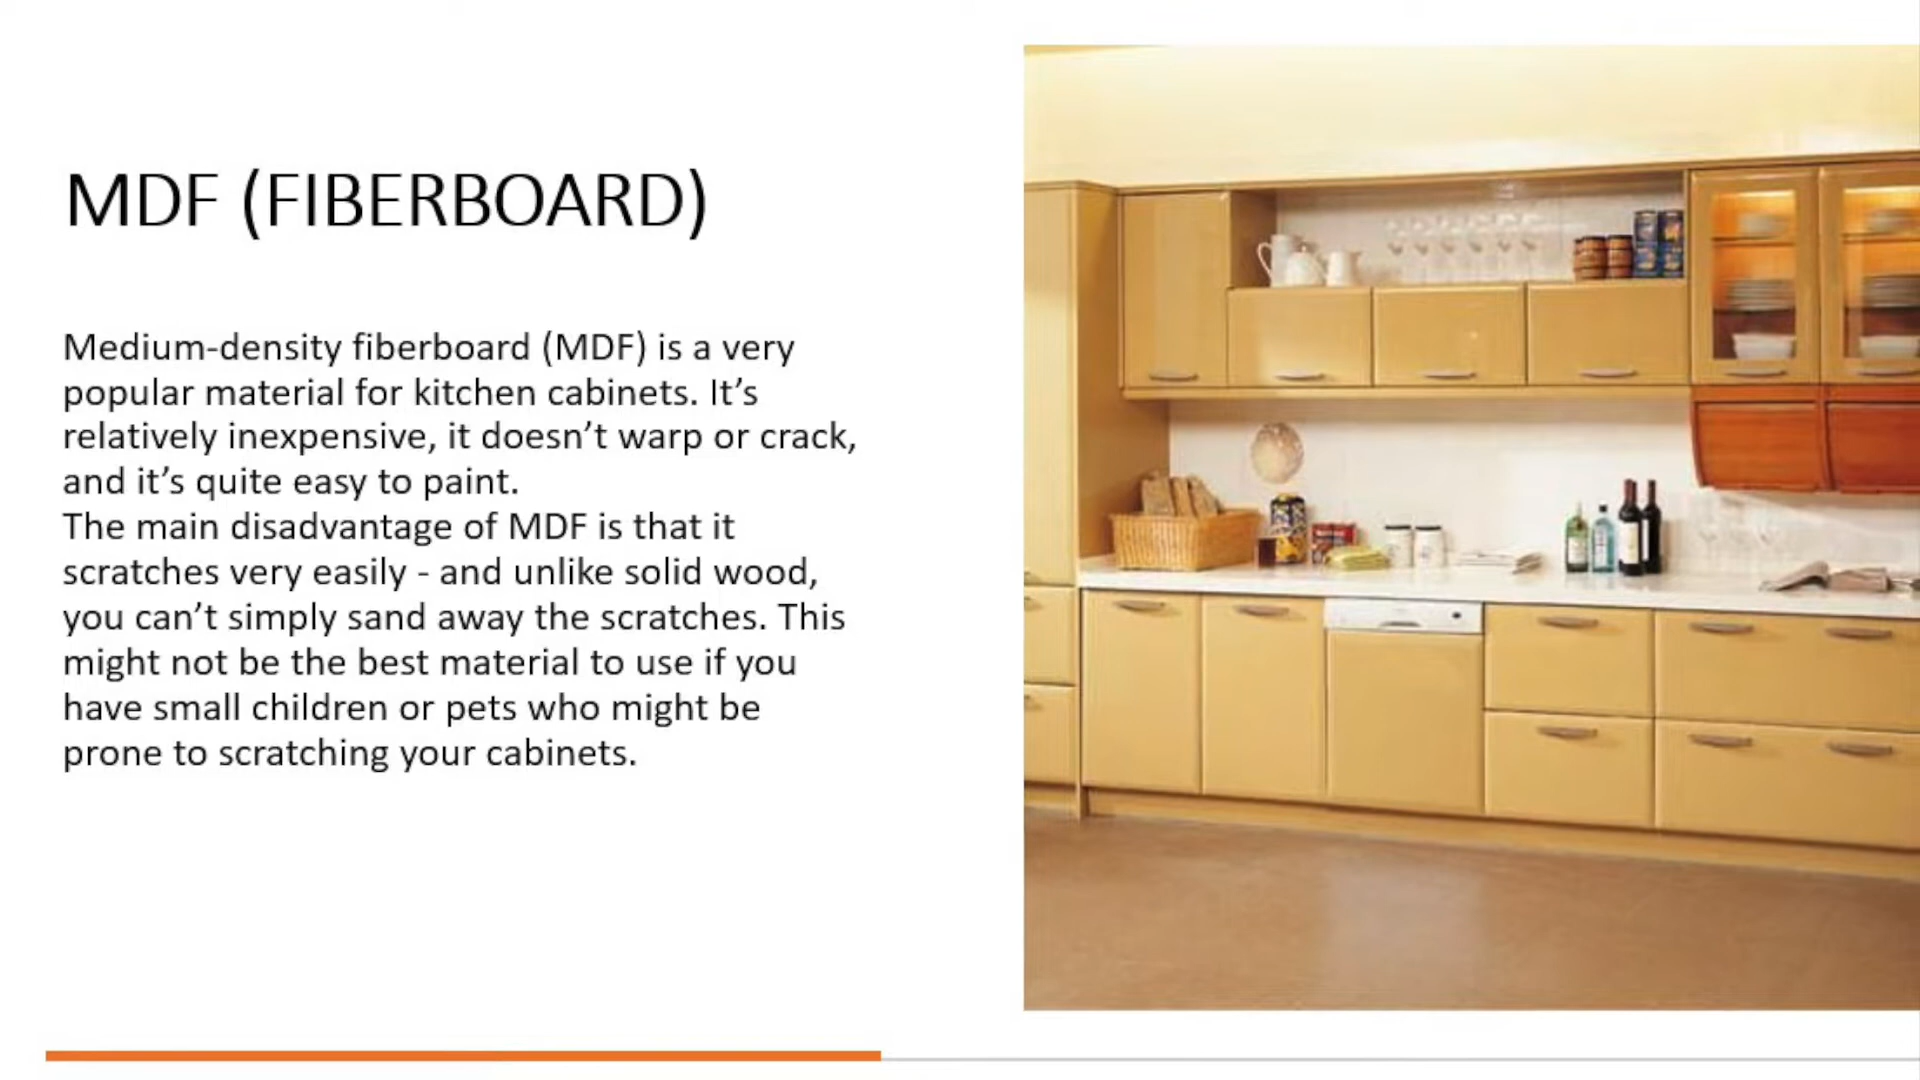 MDF (FIBERBOARD)
Medium-density fiberboard (MDF) is a very
popular material for kitchen cabinets. It’s
relatively inexpensive, it doesn’t warp or crack,
and it’s quite easy to paint.
The main disadvantage of MDF is that it
scratches very easily - and unlike solid wood,
you can’t simply sand away the scratches. This
might not be the best material to use if you
have small children or pets who might be
prone to scratching your cabinets.